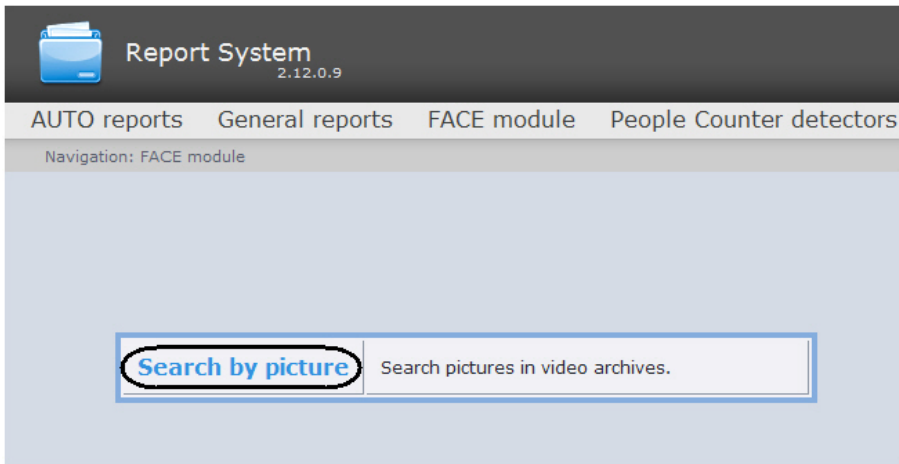 Report System
2.12.0.9
AUTO reports General reports FACE module People Counter detectors
Navigation: FACE module
Search by picture Search pictures in video archives.